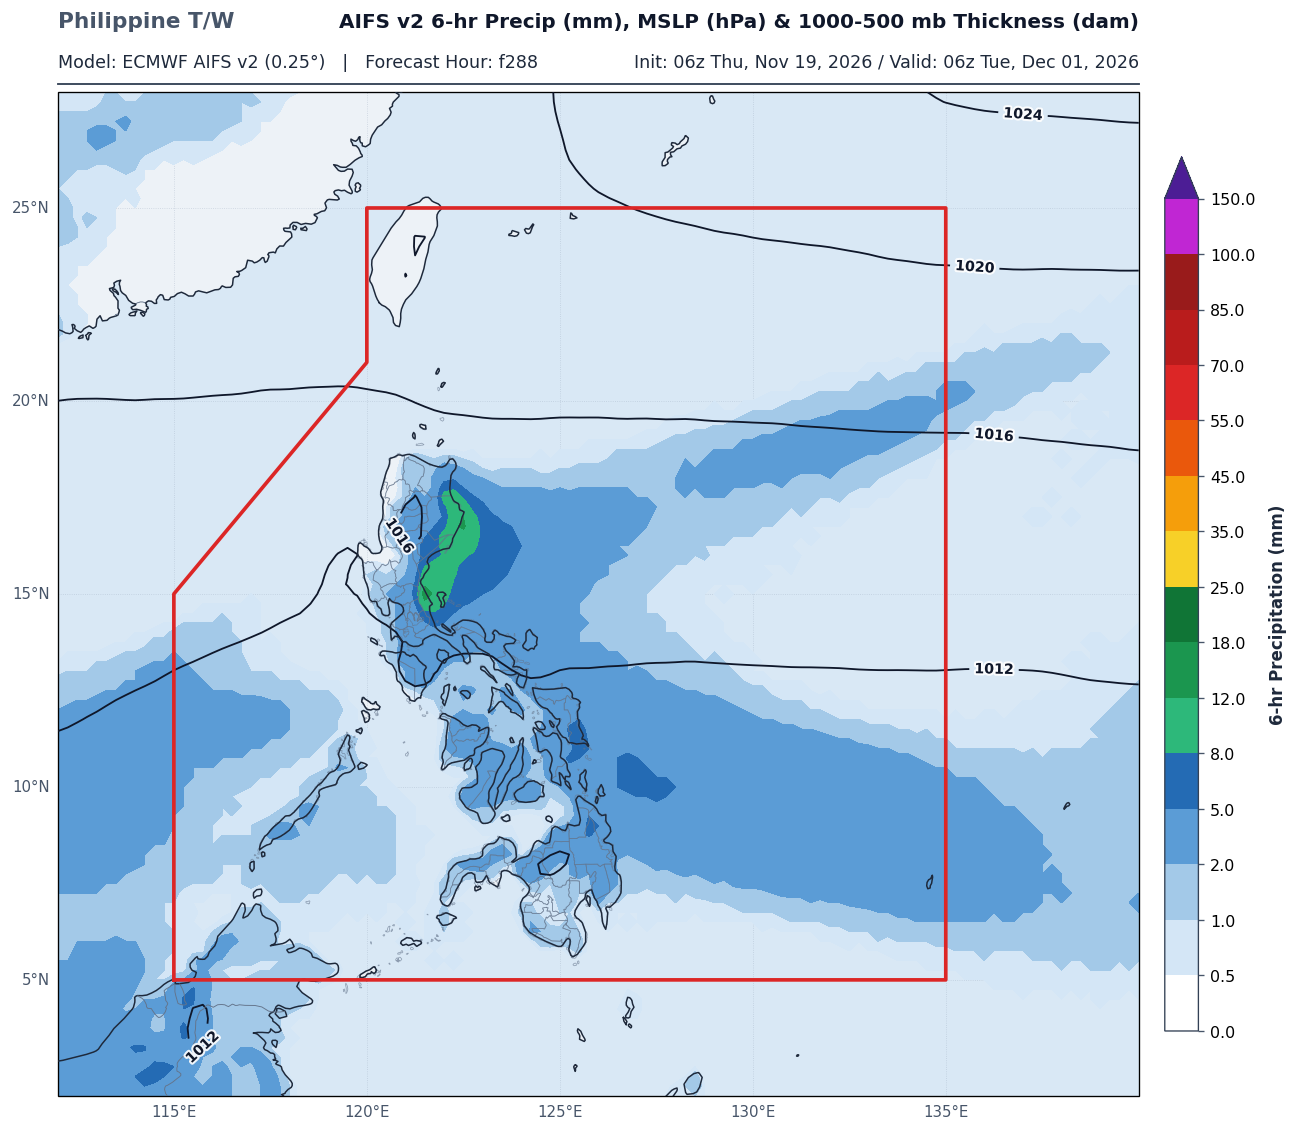 Philippine T/W
AIFS v2 6-hr Precip (mm), MSLP (hPa) & 1000-500 mb Thickness (dam)
Model: ECMWF AIFS v2 (0.25°) | Forecast Hour: f288
Init: 06z Thu, Nov 19, 2026 / Valid: 06z Tue, Dec 01, 2026
1024
25°N
1020
20°N
1016
1016
15°N
1012
10°N
5°N
1012
115°E
120°E
125°E
130°E
135°E
150.0
100.0
85.0
70.0
55.0
45.0
35.0
25.0
18.0
12.0
8.0
5.0
2.0
1.0
0.5
0.0
6-hr Precipitation (mm)